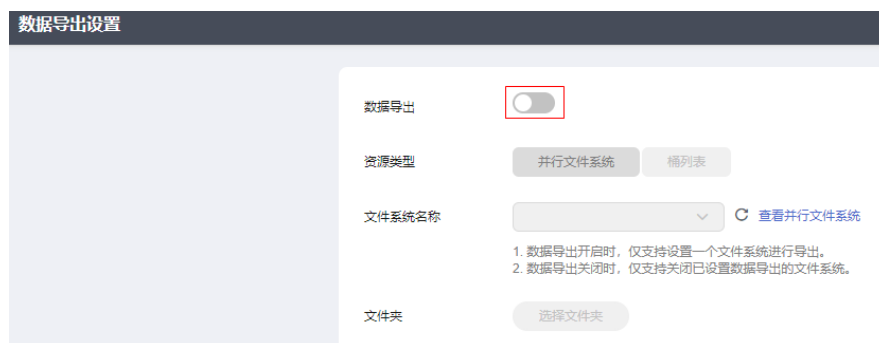 数据导出设置
数据导出
资源类型 并行文件系统 桶列表
文件系统名称 查看并行文件系统
1. 数据导出开启时，仅支持设置一个文件系统进行导出。
2. 数据导出关闭时，仅支持关闭已设置数据导出的文件系统。
文件夹 选择文件夹